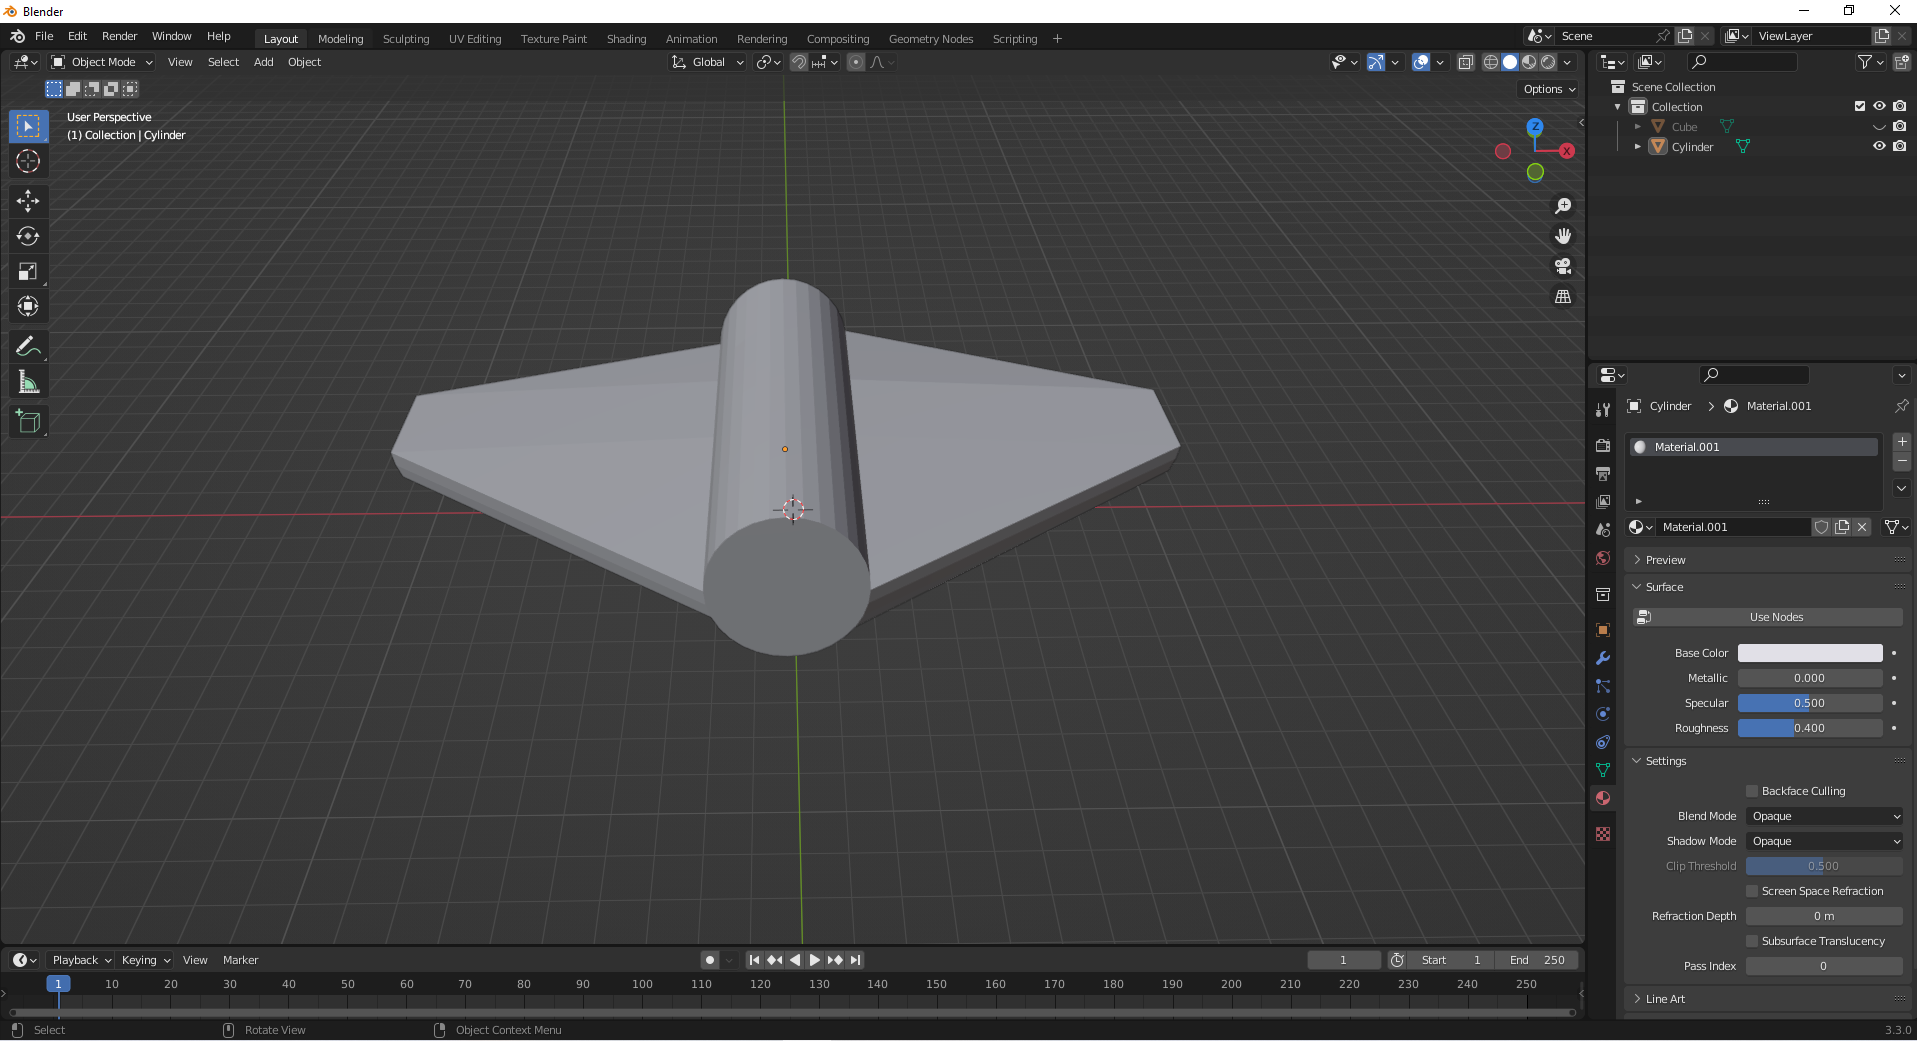 Blender
File Edit Render Window Help Layout Modeling Sculpting UV Editing Texture Paint Shading Animation Rendering Compositing Geometry Nodes Scripting + Scene ViewLayer
Object Mode View Select Add Object Global
Options
User Perspective
(1) Collection | Cylinder
Z
X
Scene Collection
Collection
Cube
Cylinder
Cylinder > Material.001
Material.001
Material.001
Preview
Surface
Use Nodes
Base Color
Metallic 0.000
Specular 0.500
Roughness 0.400
Settings
Backface Culling
Blend Mode Opaque
Shadow Mode Opaque
Clip Threshold 0.500
Screen Space Refraction
Refraction Depth 0 m
Subsurface Translucency
Pass Index 0
Line Art
Playback Keying View Marker 1 Start 1 End 250
1 10 20 30 40 50 60 70 80 90 100 110 120 130 140 150 160 170 180 190 200 210 220 230 240 250
Select Rotate View Object Context Menu 3.3.0